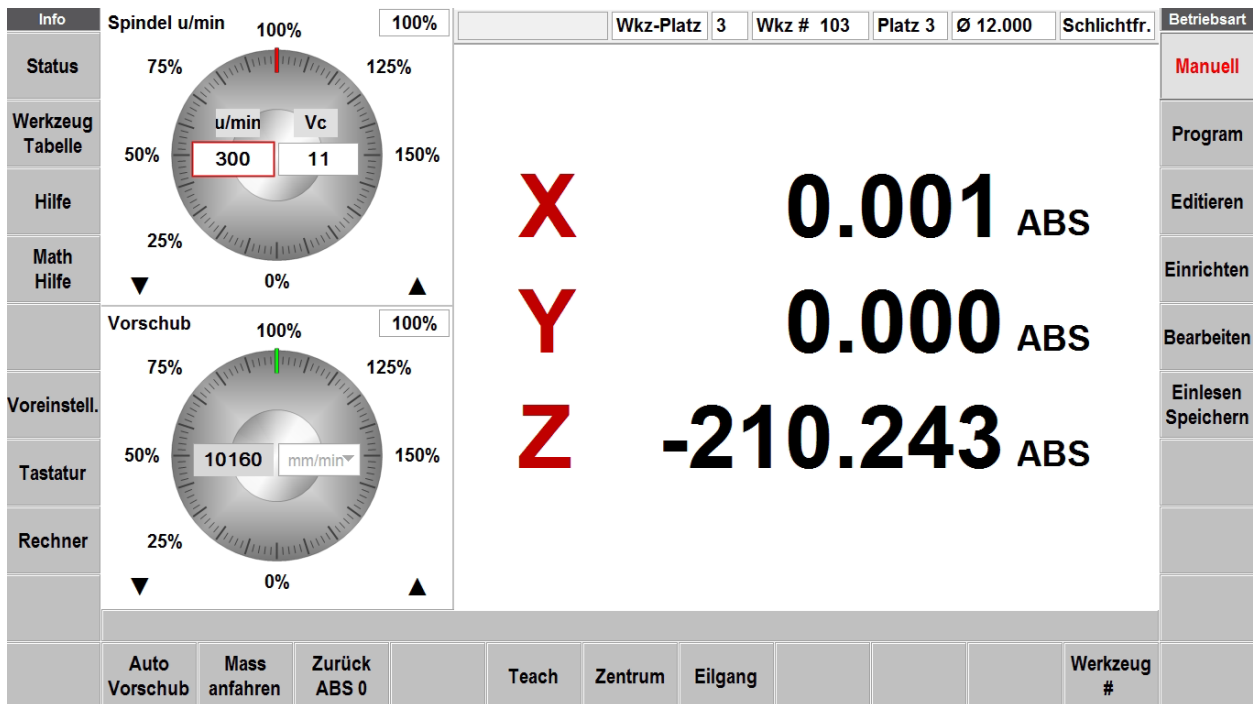 Info
Status
Werkzeug
Tabelle
Hilfe
Math
Hilfe
Voreinstell.
Tastatur
Rechner
Spindel u/min
100%
100%
75%
125%
u/min
Vc
50%
300
11
150%
25%
0%
▼
▲
Vorschub
100%
100%
75%
125%
50%
10160
mm/min
150%
25%
0%
▼
▲
Wkz-Platz 3 Wkz # 103 Platz 3 Ø 12.000 Schlichtfr.
X 0.001 ABS
Y 0.000 ABS
Z -210.243 ABS
Betriebsart
Manuell
Program
Editieren
Einrichten
Bearbeiten
Einlesen
Speichern
Auto
Vorschub
Mass
anfahren
Zurück
ABS 0
Teach
Zentrum
Eilgang
Werkzeug
#